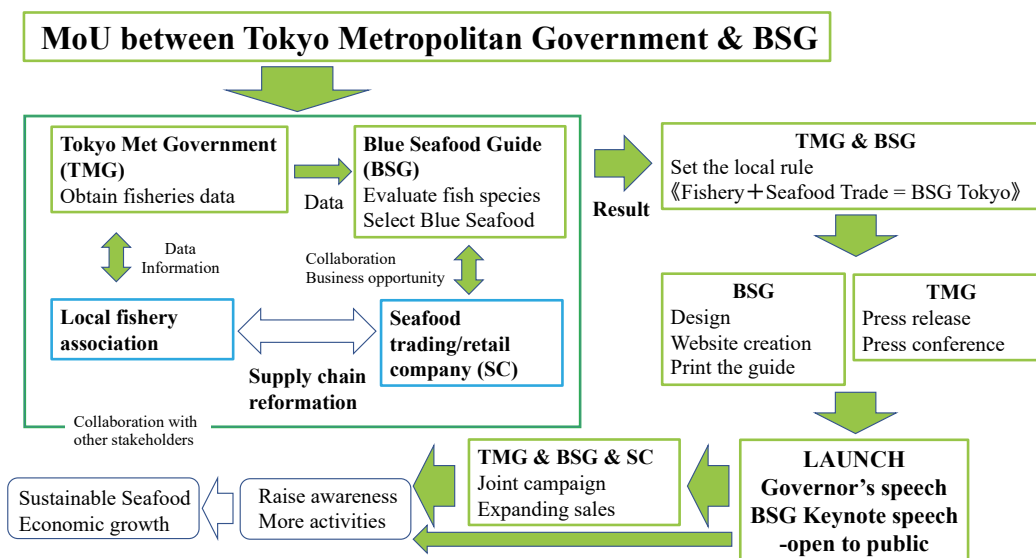 MoU between Tokyo Metropolitan Government & BSG
Tokyo Met Government
(TMG)
Obtain fisheries data
Data
Blue Seafood Guide
(BSG)
Evaluate fish species
Select Blue Seafood
Data
Information
Collaboration
Business opportunity
Local fishery
association
Supply chain
reformation
Seafood
trading/retail
company (SC)
Collaboration with
other stakeholders
Result
TMG & BSG
Set the local rule
《Fishery＋Seafood Trade = BSG Tokyo》
BSG
Design
Website creation
Print the guide
TMG
Press release
Press conference
LAUNCH
Governor’s speech
BSG Keynote speech
-open to public
TMG & BSG & SC
Joint campaign
Expanding sales
Raise awareness
More activities
Sustainable Seafood
Economic growth